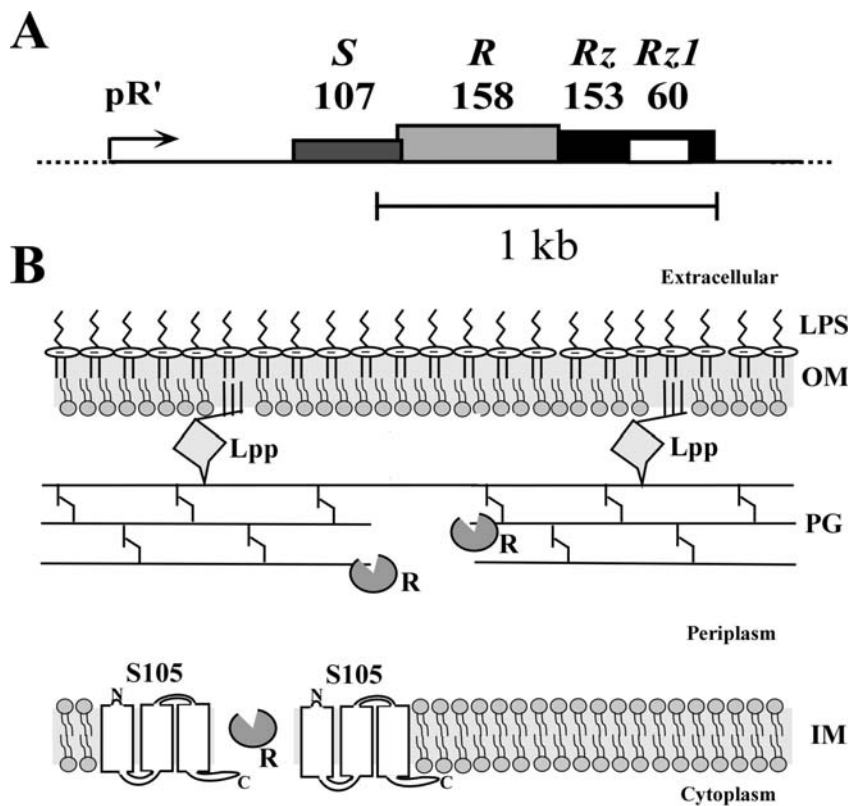 A
S R Rz Rz1
107 158 153 60
pR'
1 kb
B
Extracellular
LPS
OM
Lpp Lpp
PG
R
R
Periplasm
S105 S105
N N
R
IM
C C
Cytoplasm